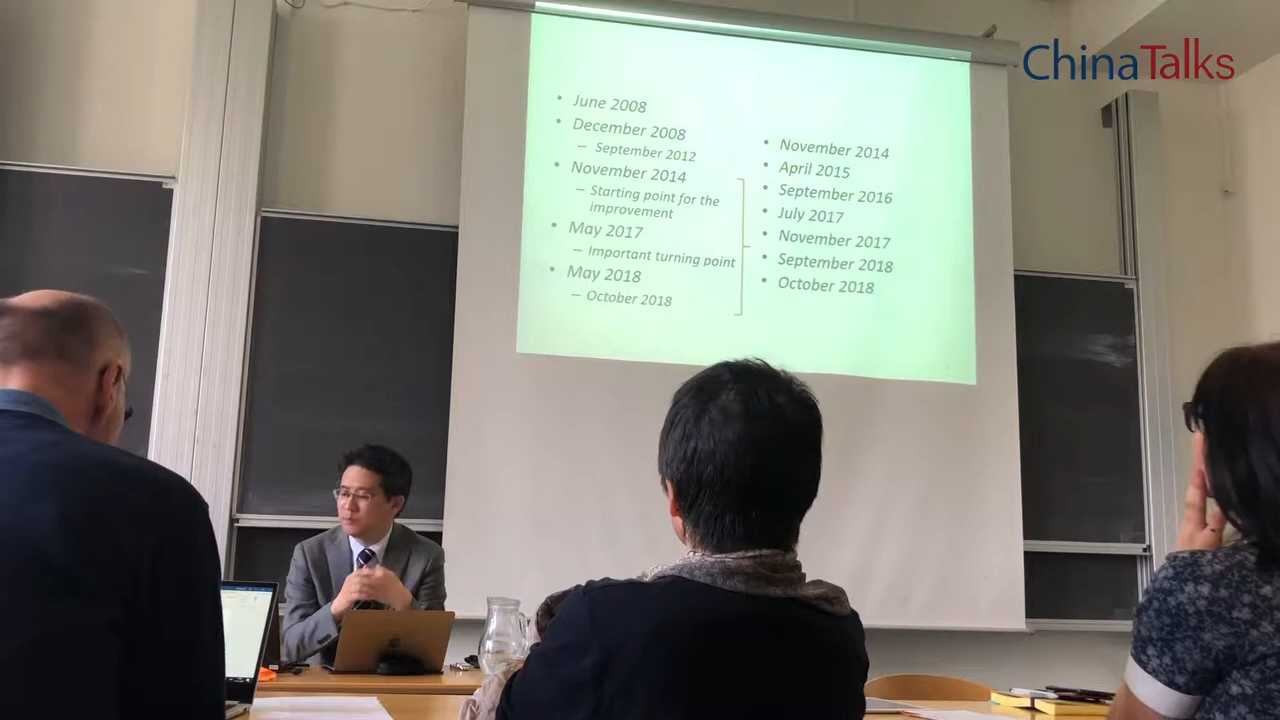 ChinaTalks
• June 2008
• December 2008
– September 2012
• November 2014
– Starting point for the
improvement
• May 2017
– Important turning point
• May 2018
– October 2018
• November 2014
• April 2015
• September 2016
• July 2017
• November 2017
• September 2018
• October 2018